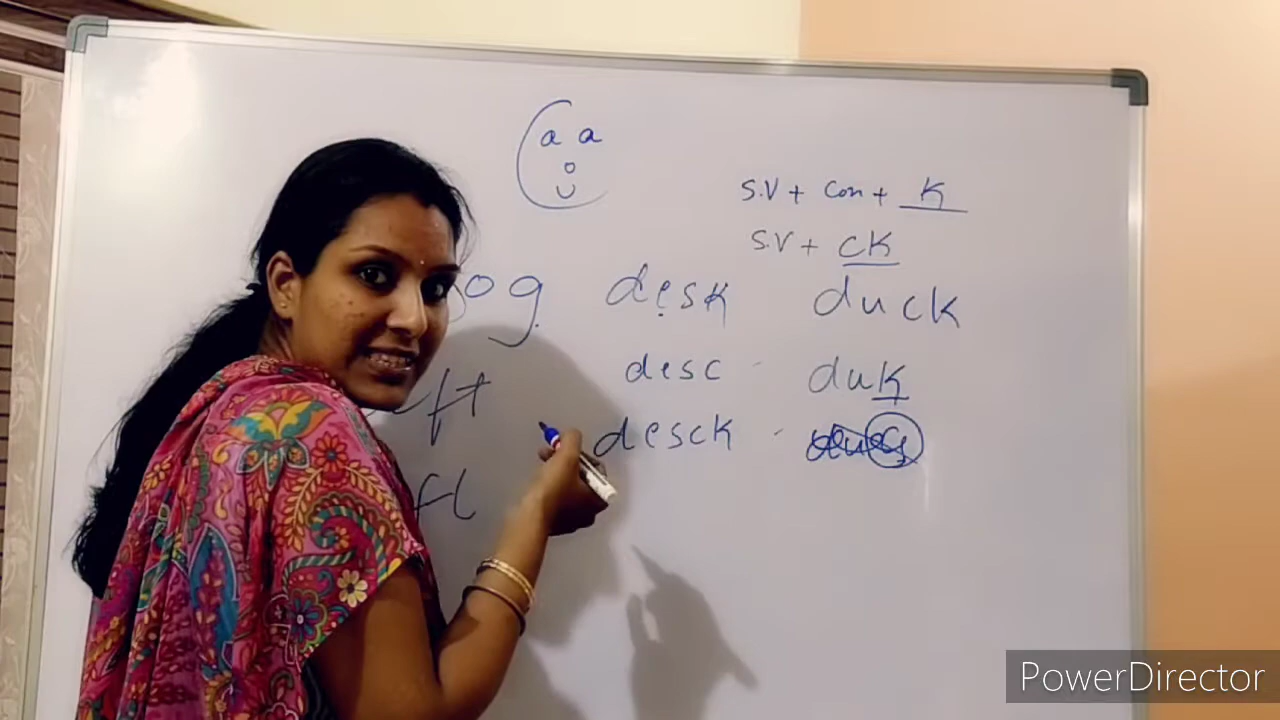 a a
o
u
S.V + Con + K
S.V + CK
og desk duck
ft desc - duk
desck -
fl
PowerDirector